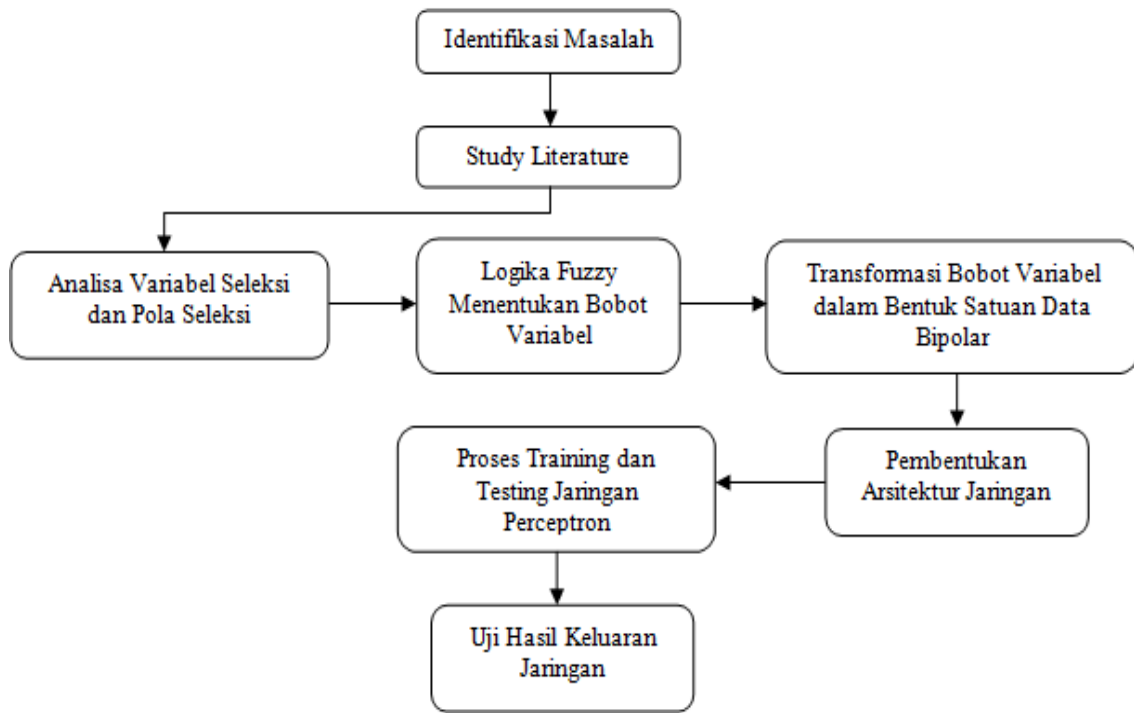 Identifikasi Masalah
Study Literature
Analisa Variabel Seleksi
dan Pola Seleksi
Logika Fuzzy
Menentukan Bobot
Variabel
Transformasi Bobot Variabel
dalam Bentuk Satuan Data
Bipolar
Pembentukan
Arsitektur Jaringan
Proses Training dan
Testing Jaringan
Perceptron
Uji Hasil Keluaran
Jaringan